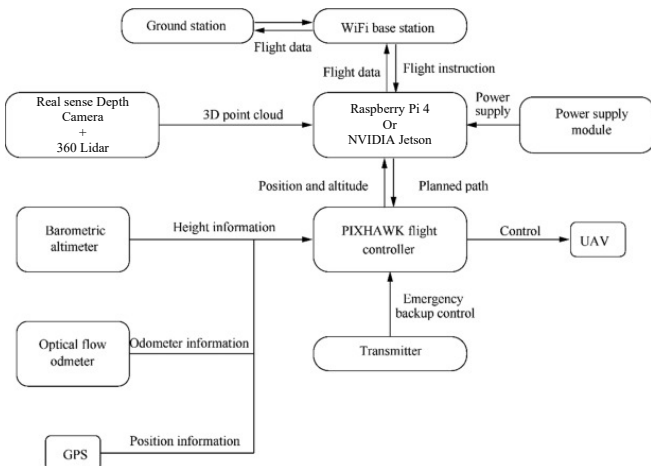 Ground station
WiFi base station
Flight data
Flight data
Flight instruction
Real sense Depth
Camera
+
360 Lidar
3D point cloud
Raspberry Pi 4
Or
NVIDIA Jetson
Power
supply
Power supply
module
Position and altitude
Planned path
Barometric
altimeter
Height information
PIXHAWK flight
controller
Control
UAV
Emergency
backup control
Optical flow
odmeter
Odometer information
Transmitter
GPS
Position information